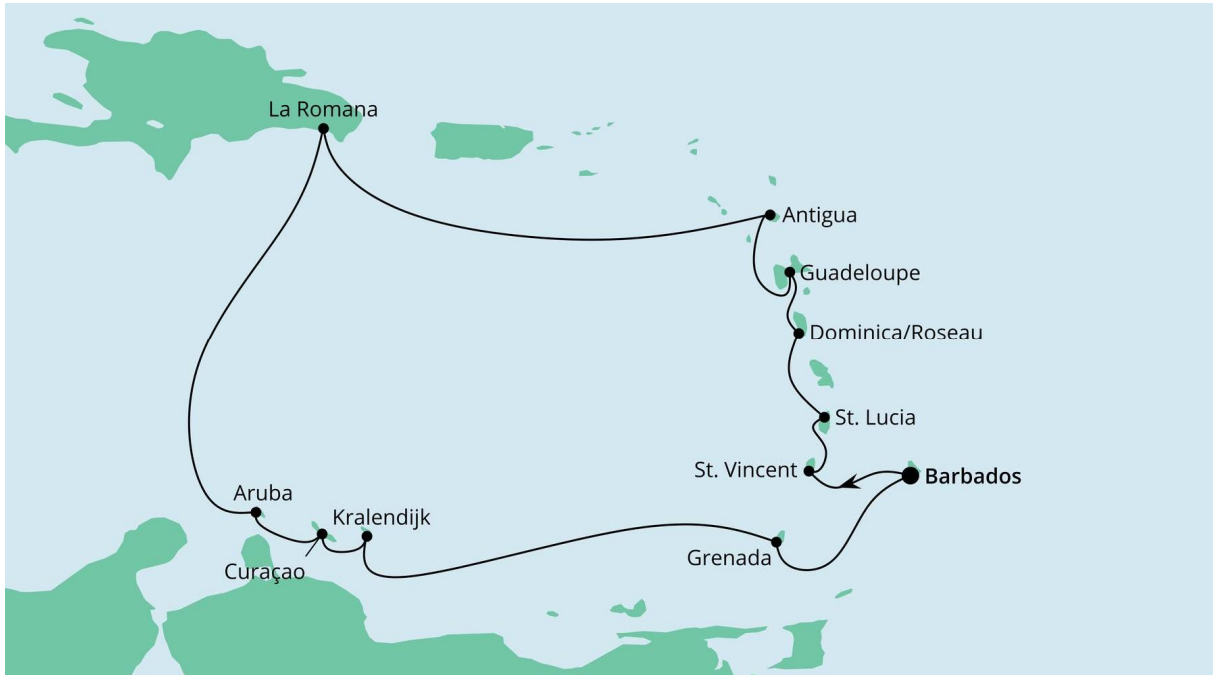 La Romana
Antigua
Guadeloupe
Dominica/Roseau
St. Lucia
St. Vincent
Barbados
Aruba
Kralendijk
Grenada
Curaçao